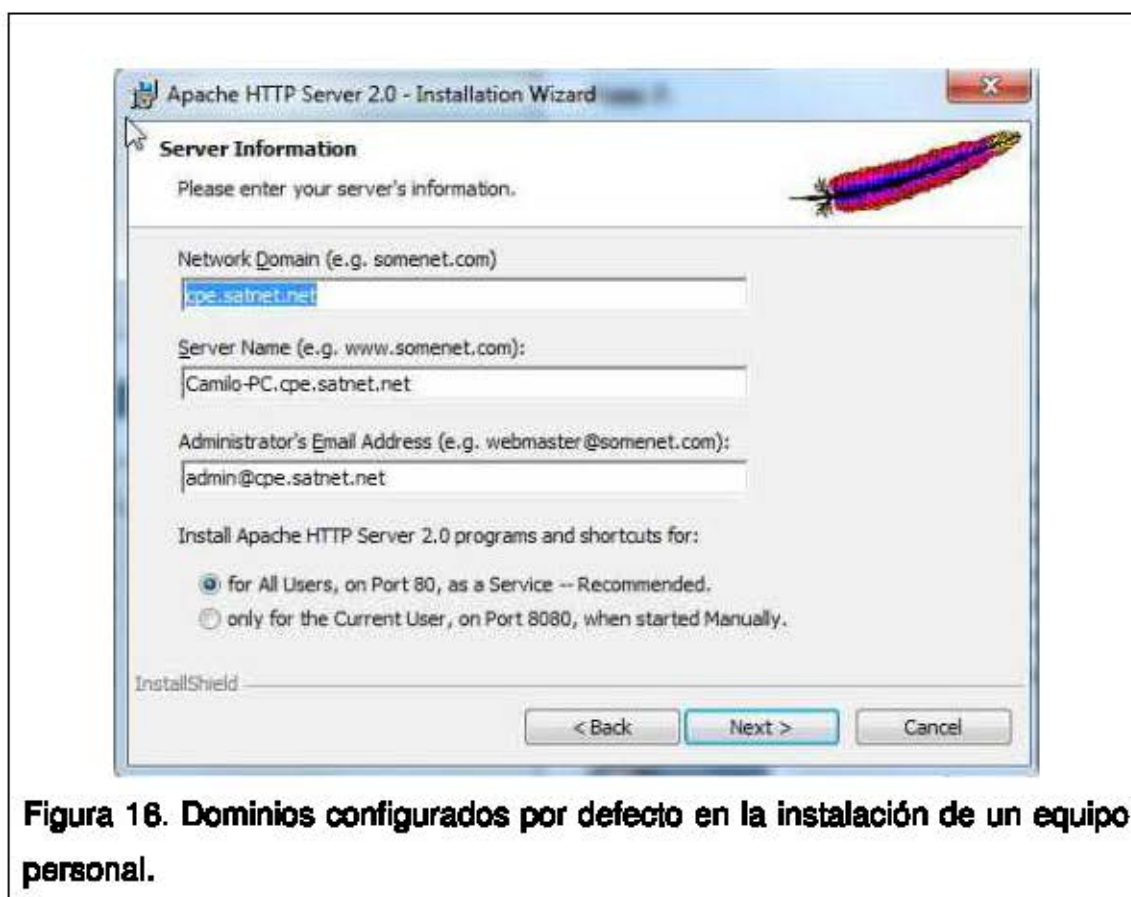 Apache HTTP Server 2.0 - Installation Wizard
Server Information
Please enter your server's information.
Network Domain (e.g. somenet.com)
cpe.satnet.net
Server Name (e.g. www.somenet.com):
Camilo-PC.cpe.satnet.net
Administrator's Email Address (e.g. webmaster@somenet.com):
admin@cpe.satnet.net
Install Apache HTTP Server 2.0 programs and shortcuts for:
for All Users, on Port 80, as a Service -- Recommended.
only for the Current User, on Port 8080, when started Manually.
InstallShield
< Back Next > Cancel
Figura 16. Dominios configurados por defecto en la instalación de un equipo
personal.